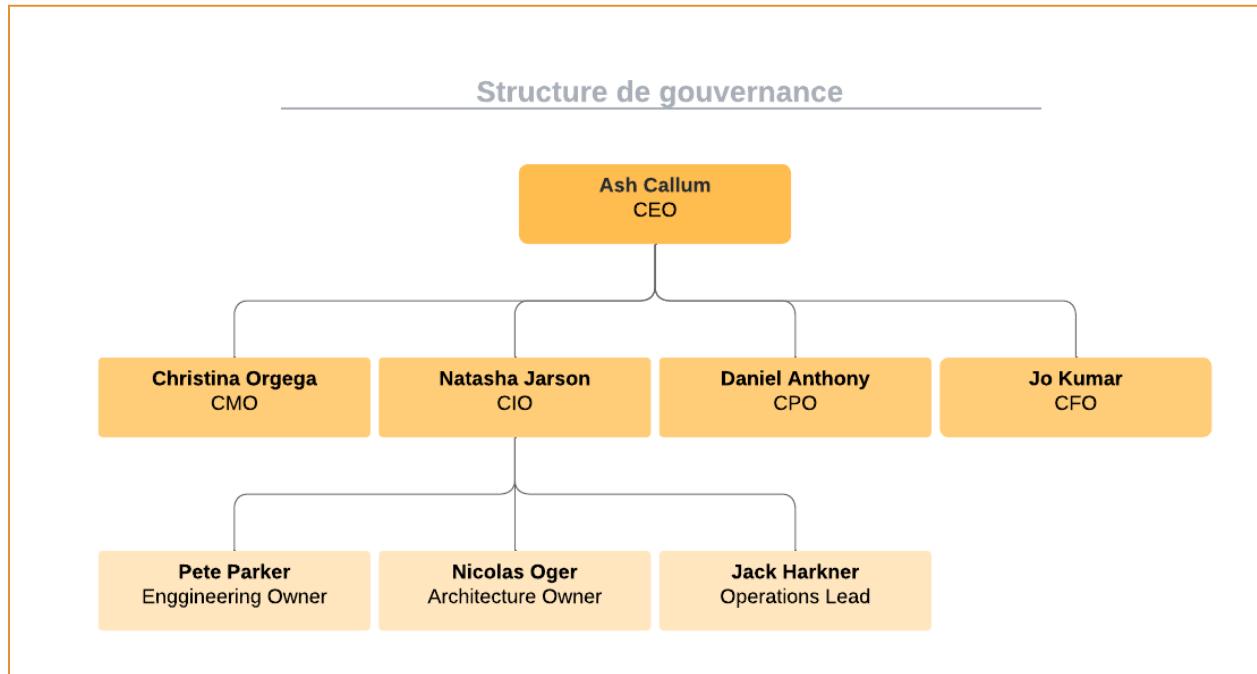 Structure de gouvernance
Ash Callum
CEO
Christina Orgega
CMO
Natasha Jarson
CIO
Daniel Anthony
CPO
Jo Kumar
CFO
Pete Parker
Enggineering Owner
Nicolas Oger
Architecture Owner
Jack Harkner
Operations Lead